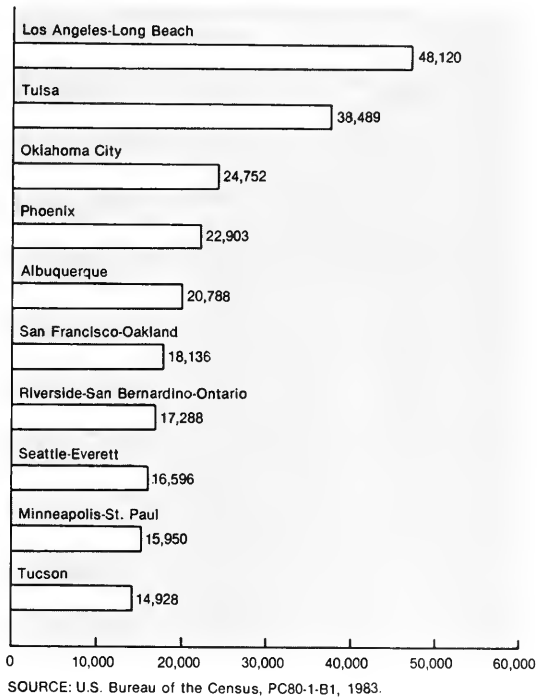 Los Angeles-Long Beach
48,120
Tulsa
38,489
Oklahoma City
24,752
Phoenix
22,903
Albuquerque
20,788
San Francisco-Oakland
18,136
Riverside-San Bernardino-Ontario
17,288
Seattle-Everett
16,596
Minneapolis-St. Paul
15,950
Tucson
14,928
0 10,000 20,000 30,000 40,000 50,000 60,000
SOURCE: U.S. Bureau of the Census, PC80-1-B1, 1983.